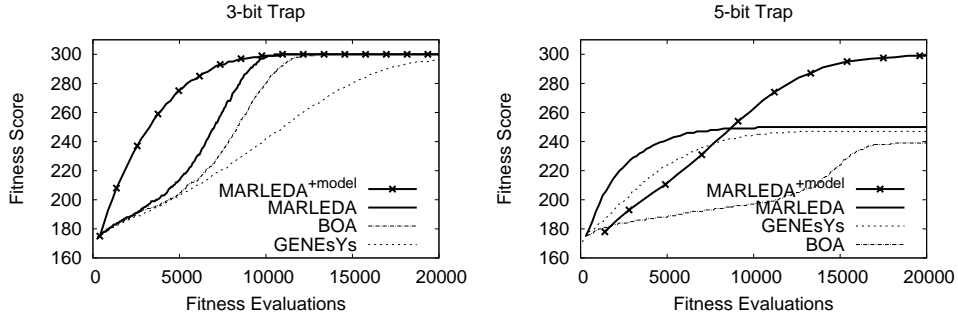 3-bit Trap
Fitness Score
300
280
260
240
220
200
180
160
MARLEDA+model
MARLEDA
BOA
GENEsYs
0 5000 10000 15000 20000
Fitness Evaluations
5-bit Trap
Fitness Score
300
280
260
240
220
200
180
160
MARLEDA+model
MARLEDA
GENEsYs
BOA
0 5000 10000 15000 20000
Fitness Evaluations